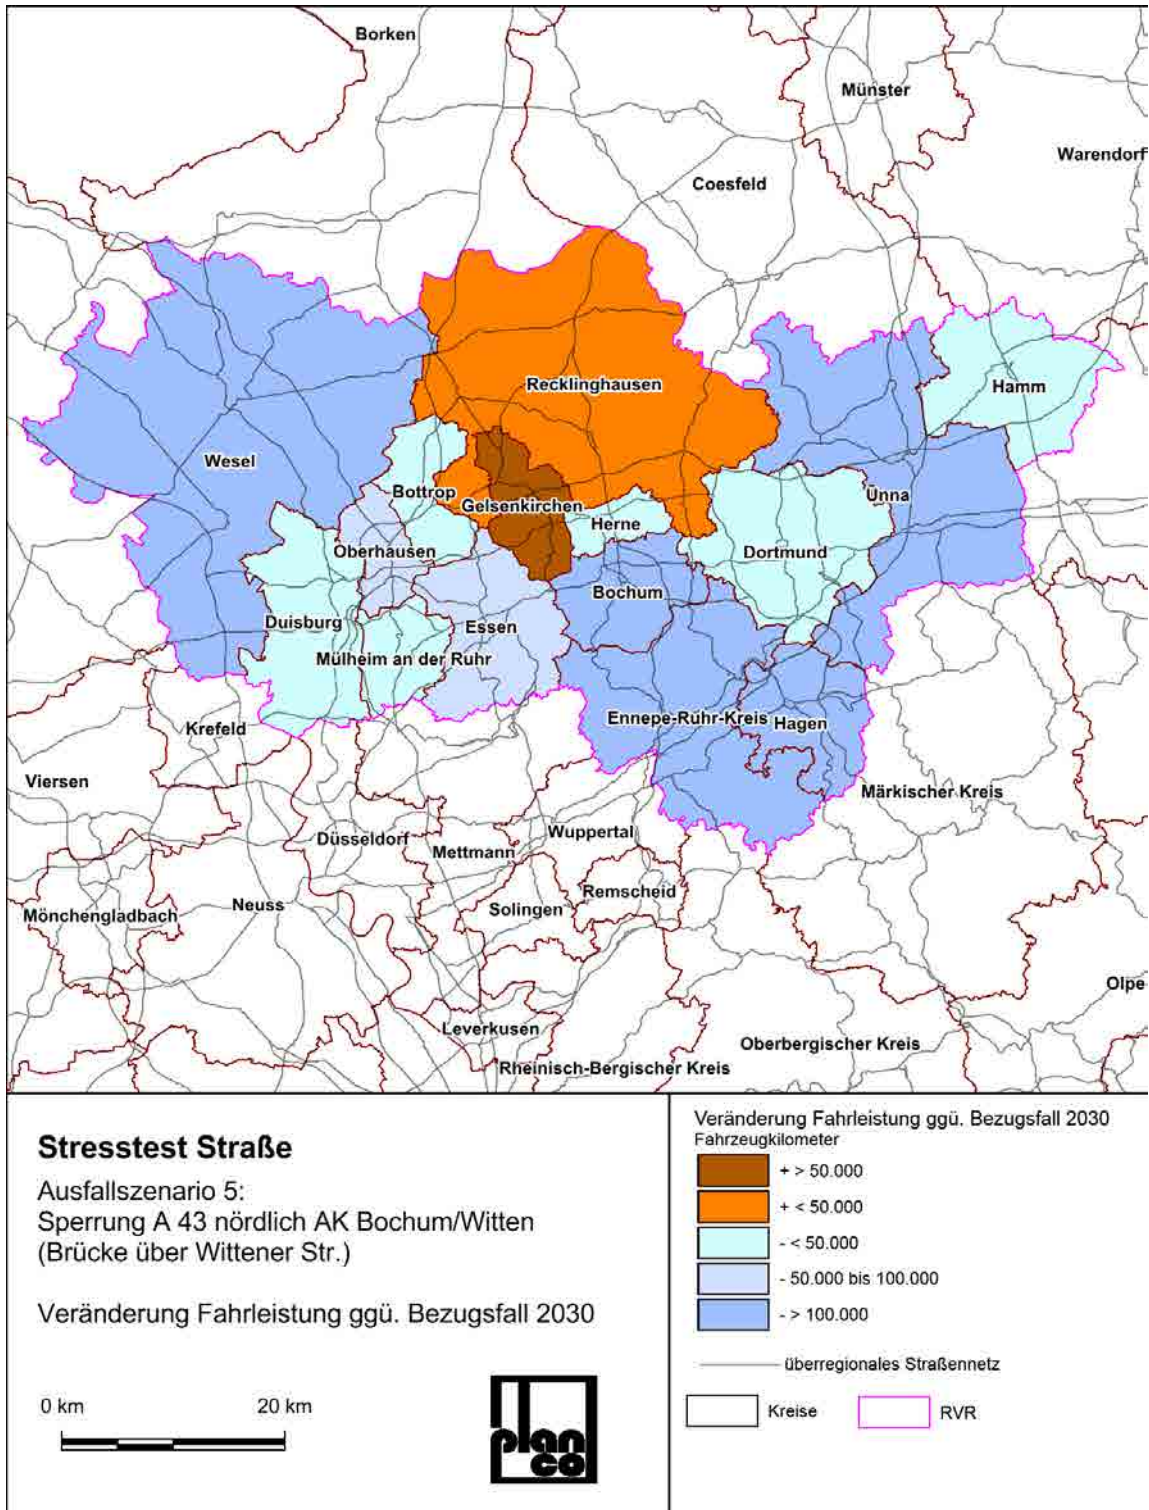 Borken
Münster
Warendorf
Coesfeld
Recklinghausen
Hamm
Wesel
Bottrop
Gelsenkirchen
Ünna
Herne
Oberhausen
Dortmund
Bochum
Duisburg
Essen
Mülheim an der Ruhr
Ennepe-Ruhr-Kreis
Hagen
Krefeld
Viersen
Märkischer Kreis
Düsseldorf
Wuppertal
Mettmann
Remscheid
Neuss
Solingen
Mönchengladbach
Olpe
Leverkusen
Oberbergischer Kreis
Rheinisch-Bergischer Kreis
Stresstest Straße
Ausfallszenario 5:
Sperrung A 43 nördlich AK Bochum/Witten
(Brücke über Wittener Str.)
Veränderung Fahrleistung ggü. Bezugsfall 2030
0 km 20 km
plan
co
Veränderung Fahrleistung ggü. Bezugsfall 2030
Fahrzeugkilometer
+ > 50.000
+ < 50.000
- < 50.000
- 50.000 bis 100.000
- > 100.000
überregionales Straßennetz
Kreise RVR